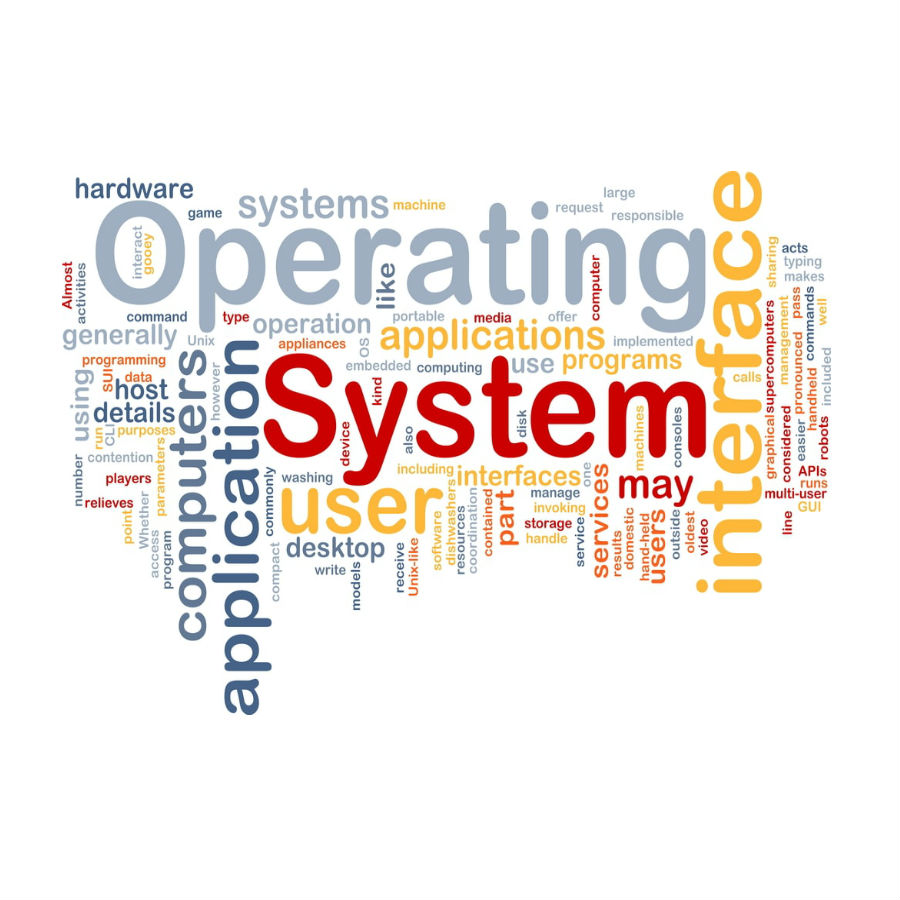 hardware
game
systems
machine
large
request
responsible
Operating
interact
gooey
like
computer
interface
Almost
activities
command
type
generally
Unix
operation
portable
media
offer
applications
implemented
appliances
os
embedded
computing
use
programs
kind
programming
SUI
data
host
details
using
run
CLI
purposes
computers
however
application
System
device
also
disk
machines
consoles
calls
sharing
acts
typing
makes
supercomputers
management
pass
well
graphical
considered
easier
pronounced
handheld
commands
robots
included
number
contention
players
relieves
parameters
point
Whether
access
program
commonly
compact
washing
including
interfaces
one
user
desktop
write
models
receive
Unix-like
software
dishwashers
resources
coordination
contained
part
manage
invoking
storage
handle
service
services
results
domestic
hand-held
users
may
outside
oldest
video
APIs
runs
multi-user
GUI
line